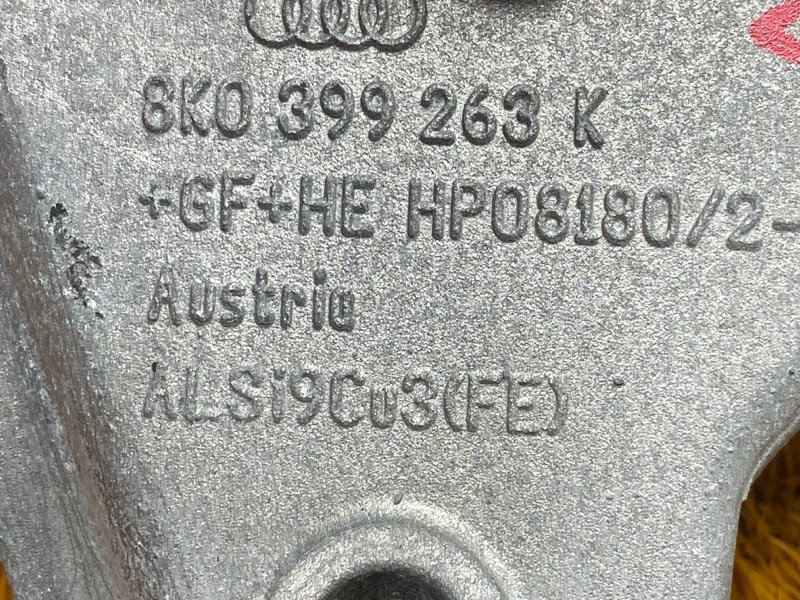 8K0 399 263 K
+GF+HE HP08180/2-
Austria
ALSi9Cu3(FE)